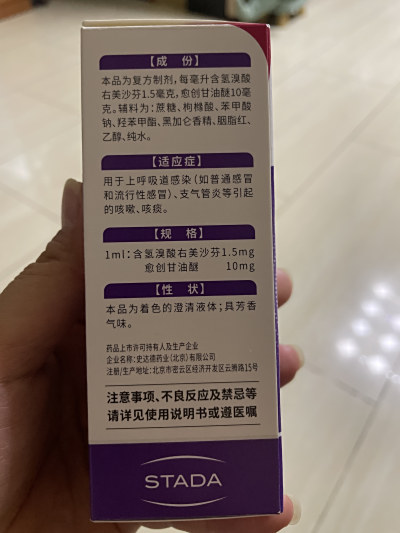 【成 份】
本品为复方制剂，每毫升含氢溴酸
右美沙芬1.5毫克，愈创甘油醚10毫
克。辅料为：蔗糖、枸橼酸、苯甲酸
钠、羟苯甲酯、黑加仑香精、胭脂红、
乙醇、纯水。
【适应症】
用于上呼吸道感染（如普通感冒
和流行性感冒）、支气管炎等引起
的咳嗽、咳痰。
【规 格】
1ml：含氢溴酸右美沙芬1.5mg
愈创甘油醚 10mg
【性 状】
本品为着色的澄清液体；具芳香
气味。
药品上市许可持有人及生产企业
企业名称：史达德药业（北京）有限公司
注册/生产地址：北京市密云区经济开发区云腾路15号
注意事项、不良反应及禁忌等
请详见使用说明书或遵医嘱
STADA